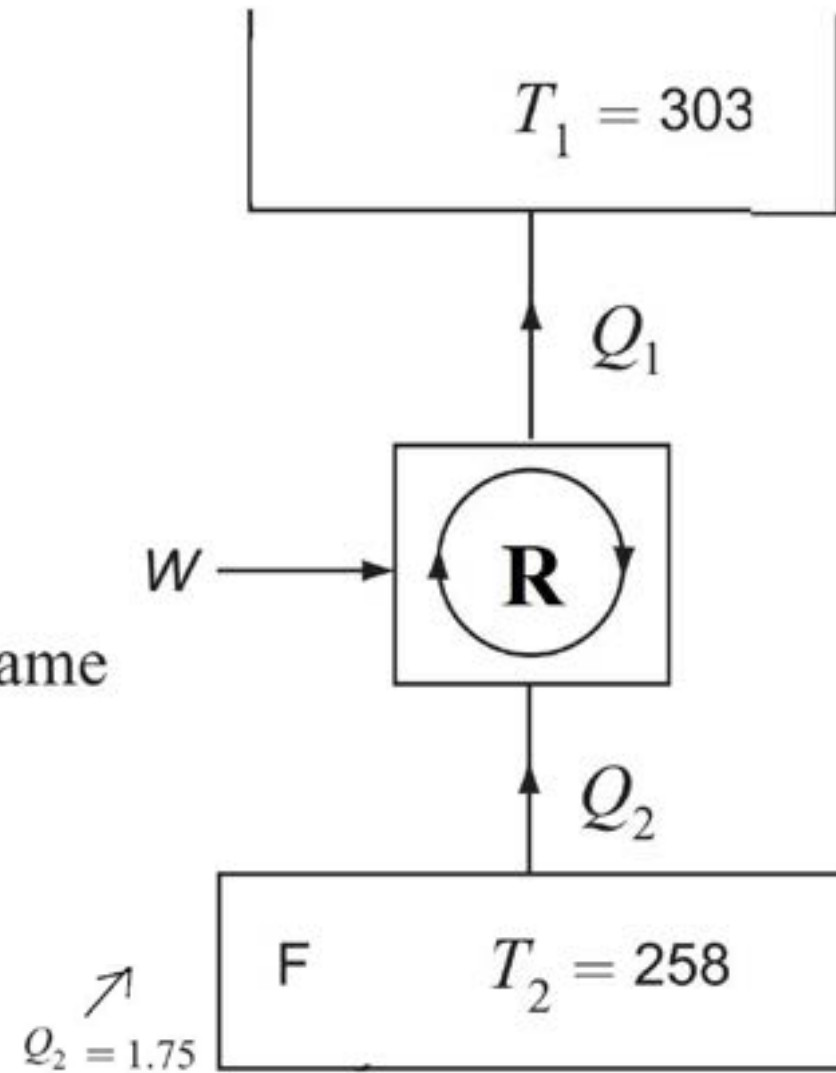 T₁ = 303
Q₁
W
R
ame
Q₂
F
T₂ = 258
Q₂ = 1.75